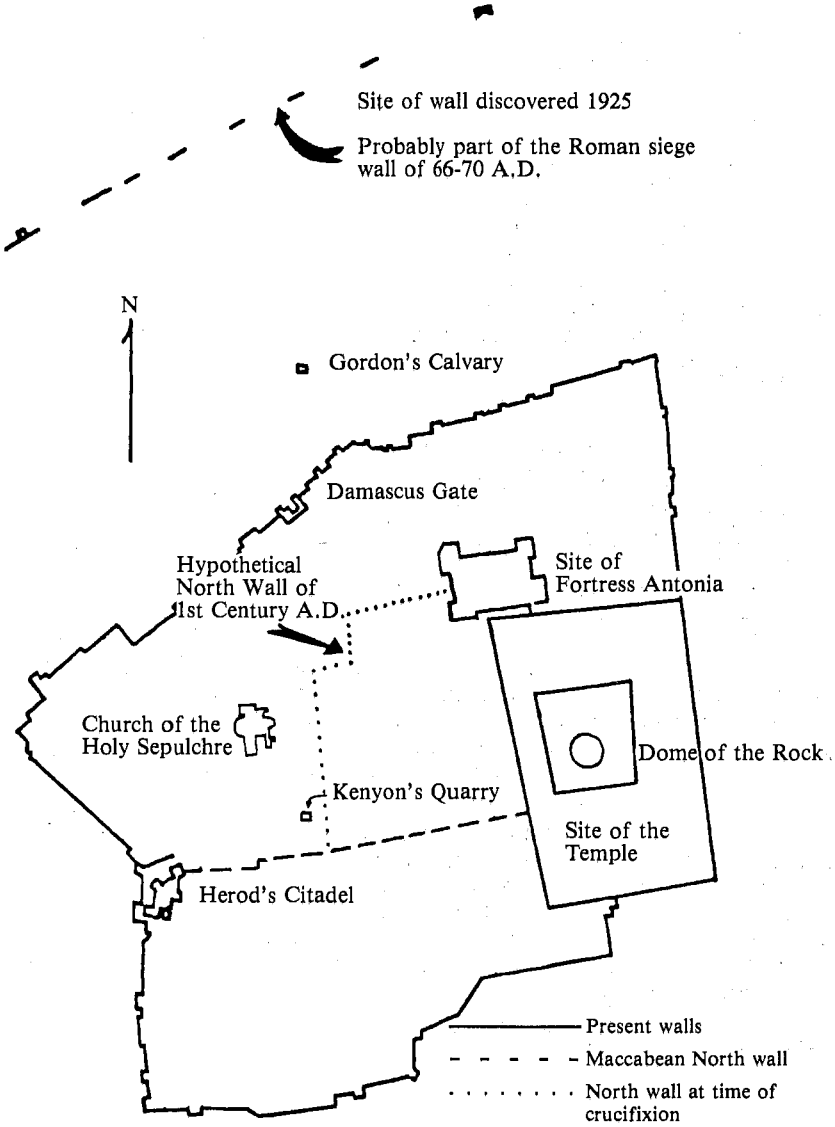 Site of wall discovered 1925
Probably part of the Roman siege
wall of 66-70 A.D.
N
Gordon's Calvary
Damascus Gate
Hypothetical
North Wall of
1st Century A.D.
Site of
Fortress Antonia
Church of the
Holy Sepulchre
Dome of the Rock
Kenyon's Quarry
Site of the
Temple
Herod's Citadel
Present walls
Maccabean North wall
North wall at time of
crucifixion